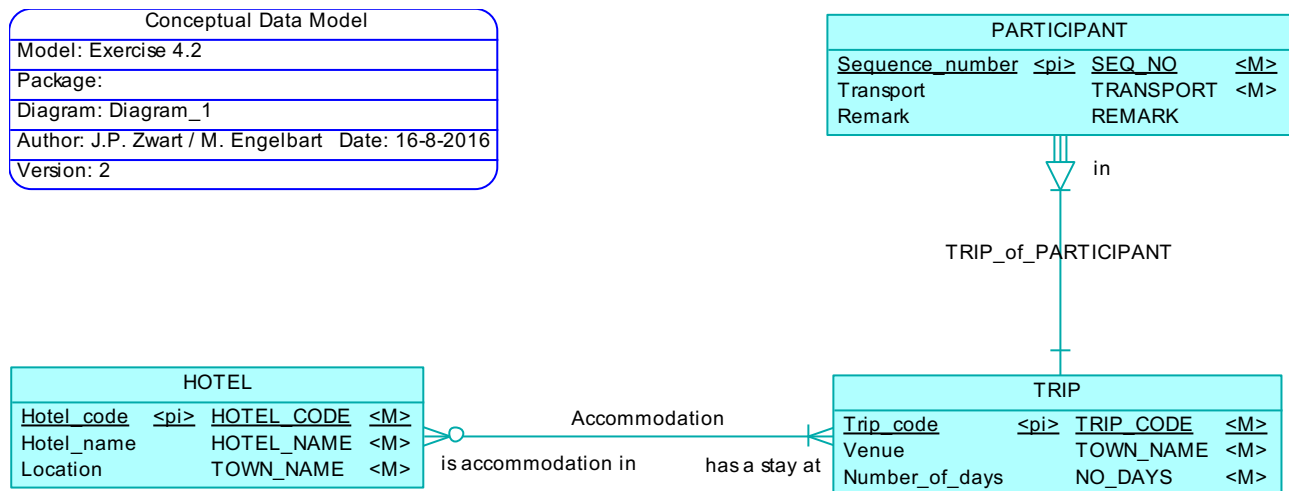 Conceptual Data Model
Model: Exercise 4.2
Package:
Diagram: Diagram_1
Author: J.P. Zwart / M. Engelbart Date: 16-8-2016
Version: 2
PARTICIPANT
Sequence_number <pi> SEQ_NO <M>
Transport TRANSPORT <M>
Remark REMARK
in
TRIP_of_PARTICIPANT
HOTEL
Hotel_code <pi> HOTEL_CODE <M>
Hotel_name HOTEL_NAME <M>
Location TOWN_NAME <M>
Accommodation
is accommodation in
has a stay at
TRIP
Trip_code <pi> TRIP_CODE <M>
Venue TOWN_NAME <M>
Number_of_days NO_DAYS <M>